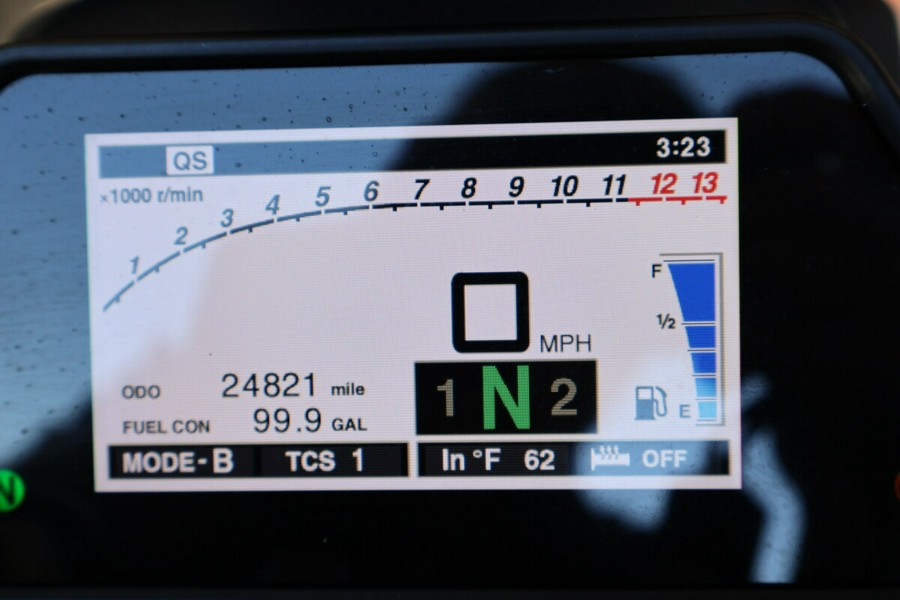 QS 3:23
×1000 r/min
1 2 3 4 5 6 7 8 9 10 11 12 13
F
1/2
E
0 MPH
1 N 2
ODO 24821 mile
FUEL CON 99.9 GAL
MODE-B TCS 1 In °F 62 OFF
N